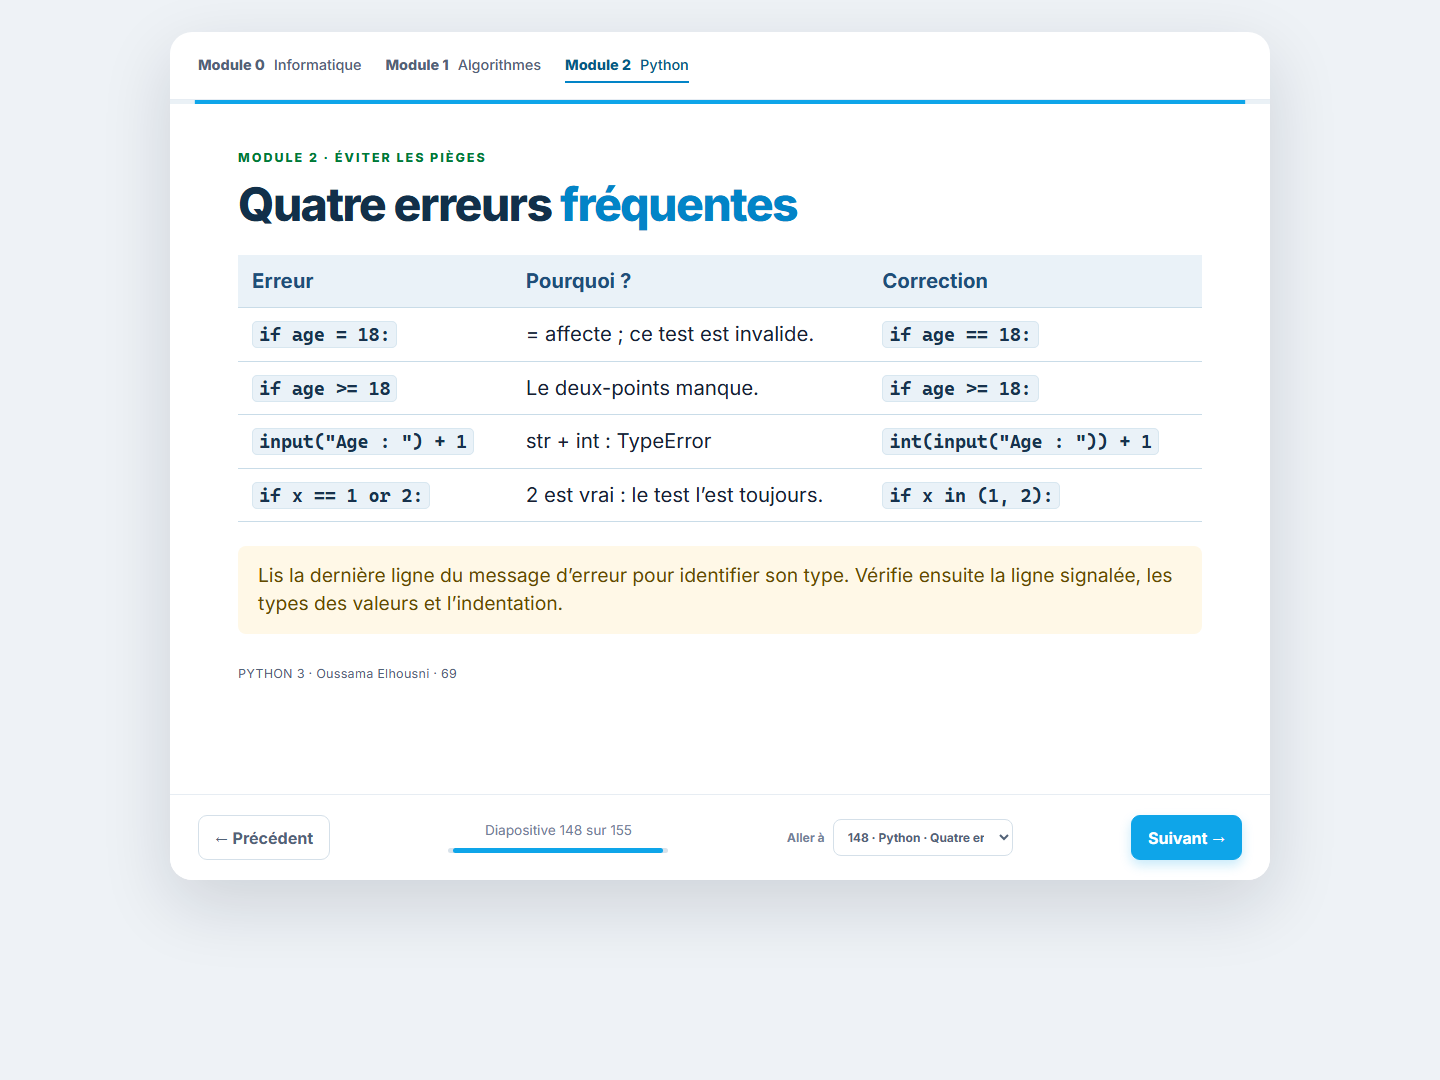 Module 0 Informatique Module 1 Algorithmes Module 2 Python
MODULE 2 · ÉVITER LES PIÈGES
Quatre erreurs fréquentes
Erreur Pourquoi ? Correction
if age = 18: = affecte ; ce test est invalide. if age == 18:
if age >= 18 Le deux-points manque. if age >= 18:
input("Age : ") + 1 str + int : TypeError int(input("Age : ")) + 1
if x == 1 or 2: 2 est vrai : le test l’est toujours. if x in (1, 2):
Lis la dernière ligne du message d’erreur pour identifier son type. Vérifie ensuite la ligne signalée, les
types des valeurs et l’indentation.
PYTHON 3 · Oussama Elhousni · 69
← Précédent Diapositive 148 sur 155 Aller à 148 · Python · Quatre er Suivant →